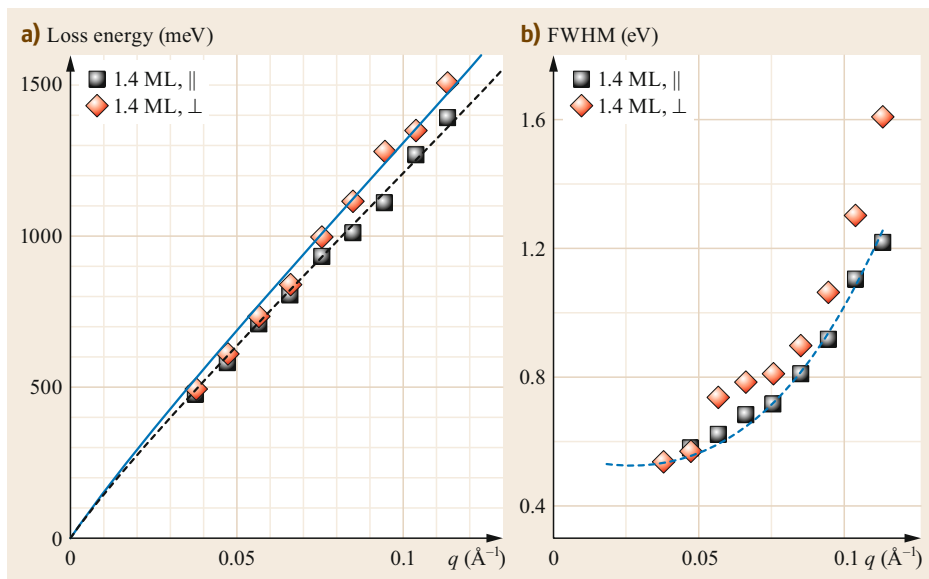 a) Loss energy (meV)
1500
1000
500
0
0
0.05
0.1
q (Å⁻¹)
1.4 ML, ||
1.4 ML, ⊥
b) FWHM (eV)
1.6
1.2
0.8
0.4
0
0.05
0.1
q (Å⁻¹)
1.4 ML, ||
1.4 ML, ⊥